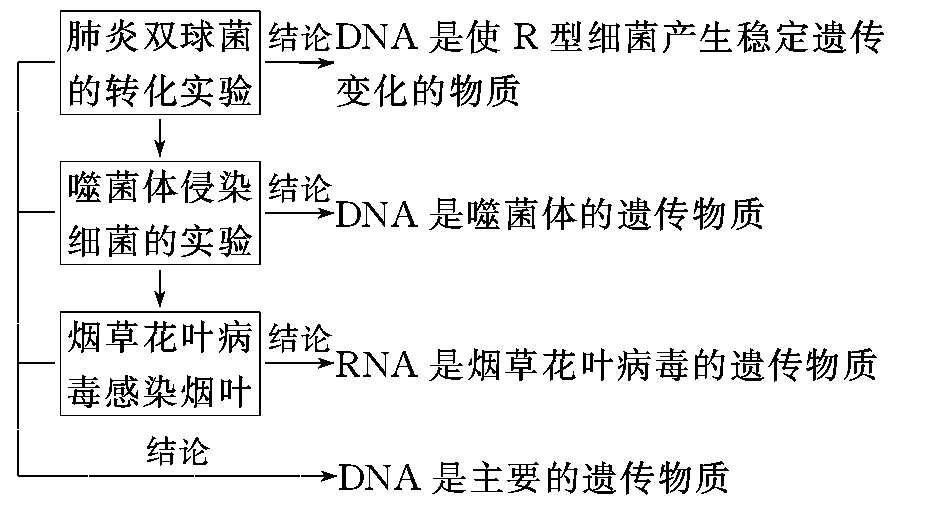 肺炎双球菌
的转化实验
结论
DNA 是使 R 型细菌产生稳定遗传
变化的物质
噬菌体侵染
细菌的实验
结论
DNA 是噬菌体的遗传物质
烟草花叶病
毒感染烟叶
结论
RNA 是烟草花叶病毒的遗传物质
结论
DNA 是主要的遗传物质